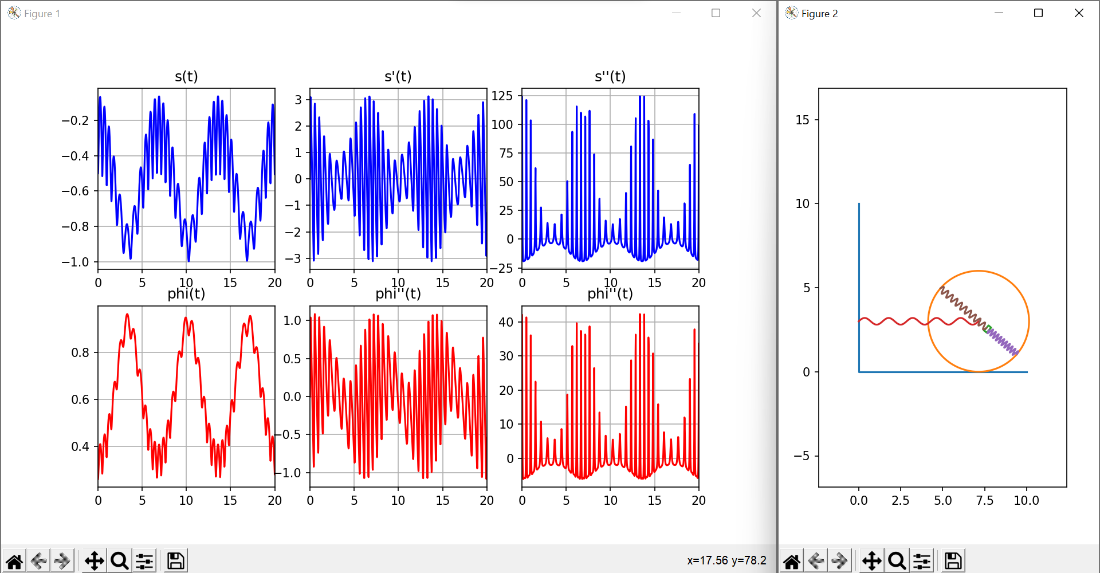 Figure 1
s(t) s'(t) s''(t)
−0.2 3 125
−0.4 2 100
1 75
−0.6 0 50
−0.8 −1 25
−2 0
−1.0 −3 −25
0 5 10 15 20 0 5 10 15 20 0 5 10 15 20
phi(t) phi''(t) phi''(t)
1.0 40
0.8 0.5 30
0.6 0.0 20
−0.5 10
0.4 −1.0 0
0 5 10 15 20 0 5 10 15 20 0 5 10 15 20
x=17.56 y=78.2
Figure 2
15
10
5
0
−5
0.0 2.5 5.0 7.5 10.0